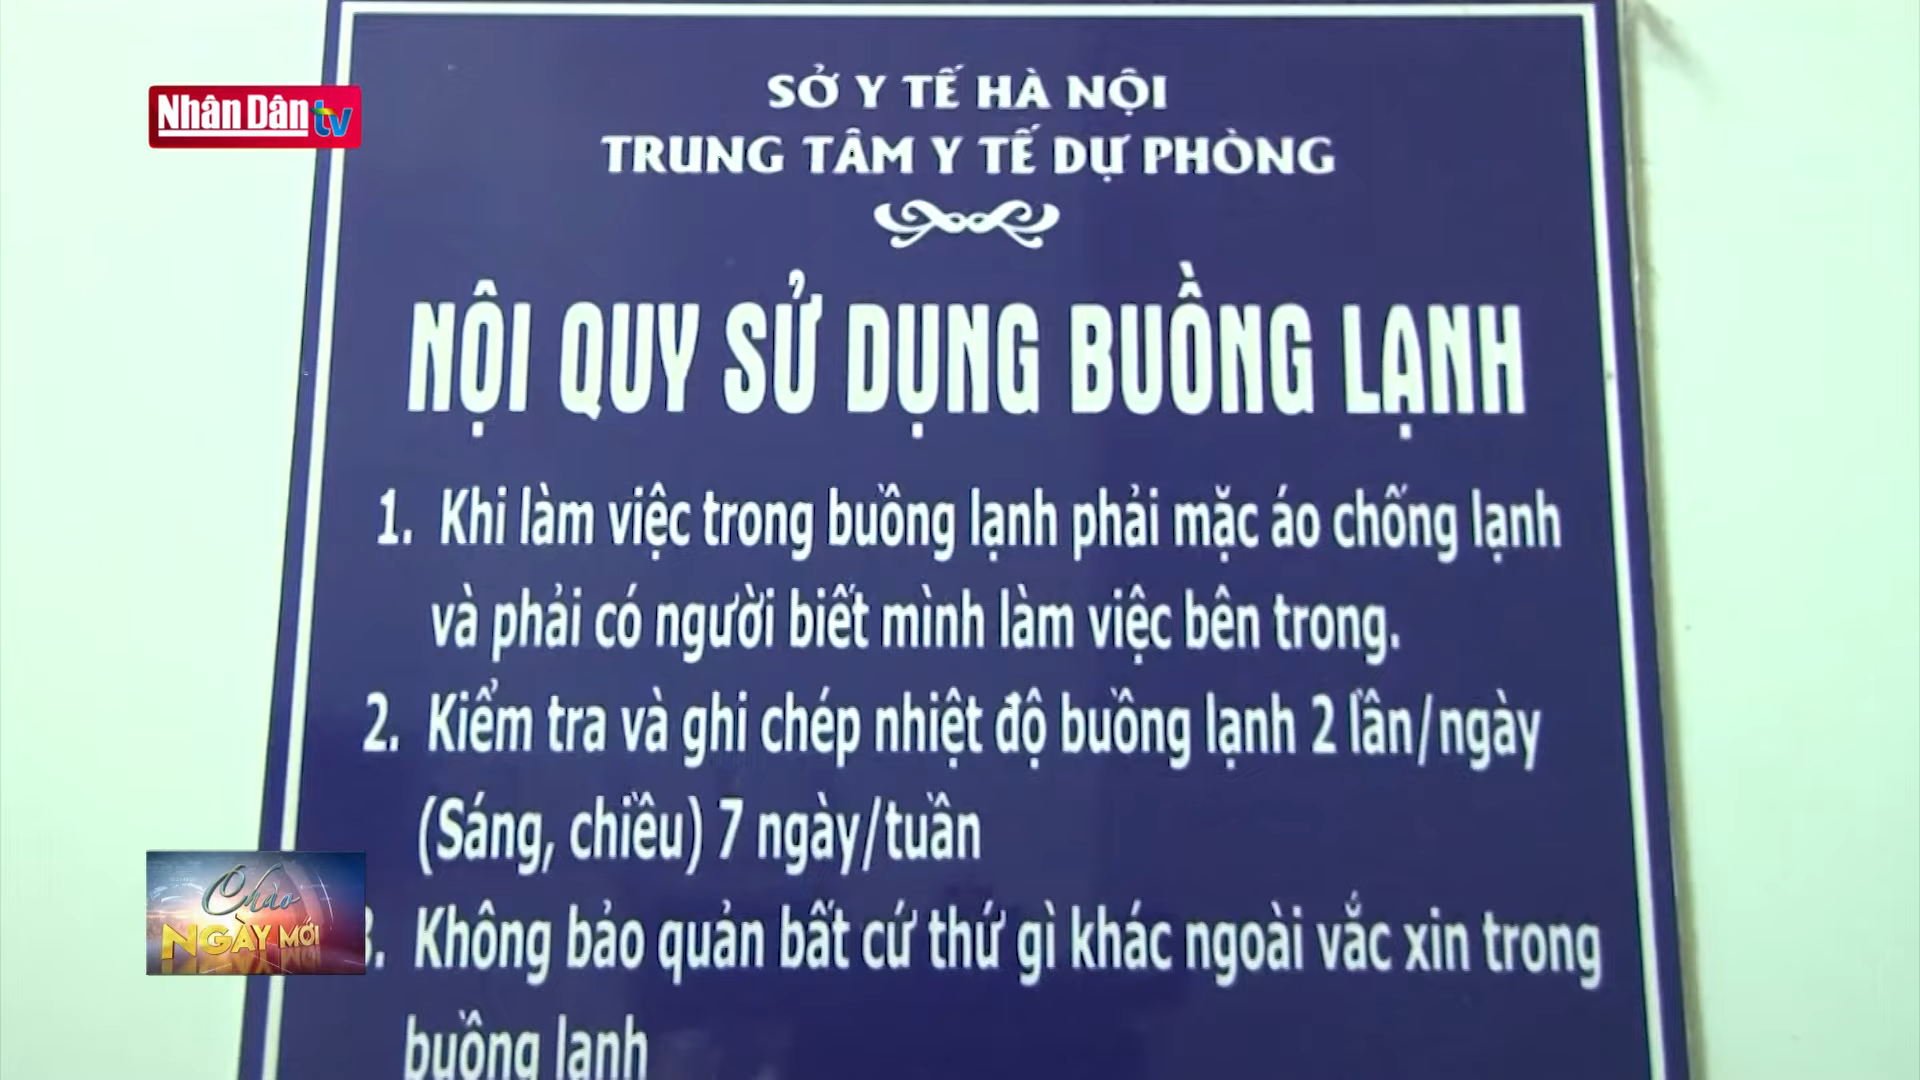 Nhân Dân tv
SỞ Y TẾ HÀ NỘI
TRUNG TÂM Y TẾ DỰ PHÒNG
NỘI QUY SỬ DỤNG BUỒNG LẠNH
1. Khi làm việc trong buồng lạnh phải mặc áo chống lạnh
và phải có người biết mình làm việc bên trong.
2. Kiểm tra và ghi chép nhiệt độ buồng lạnh 2 lần/ngày
(Sáng, chiều) 7 ngày/tuần
3. Không bảo quản bất cứ thứ gì khác ngoài vắc xin trong
buồng lạnh
Chào
NGÀY MỚI